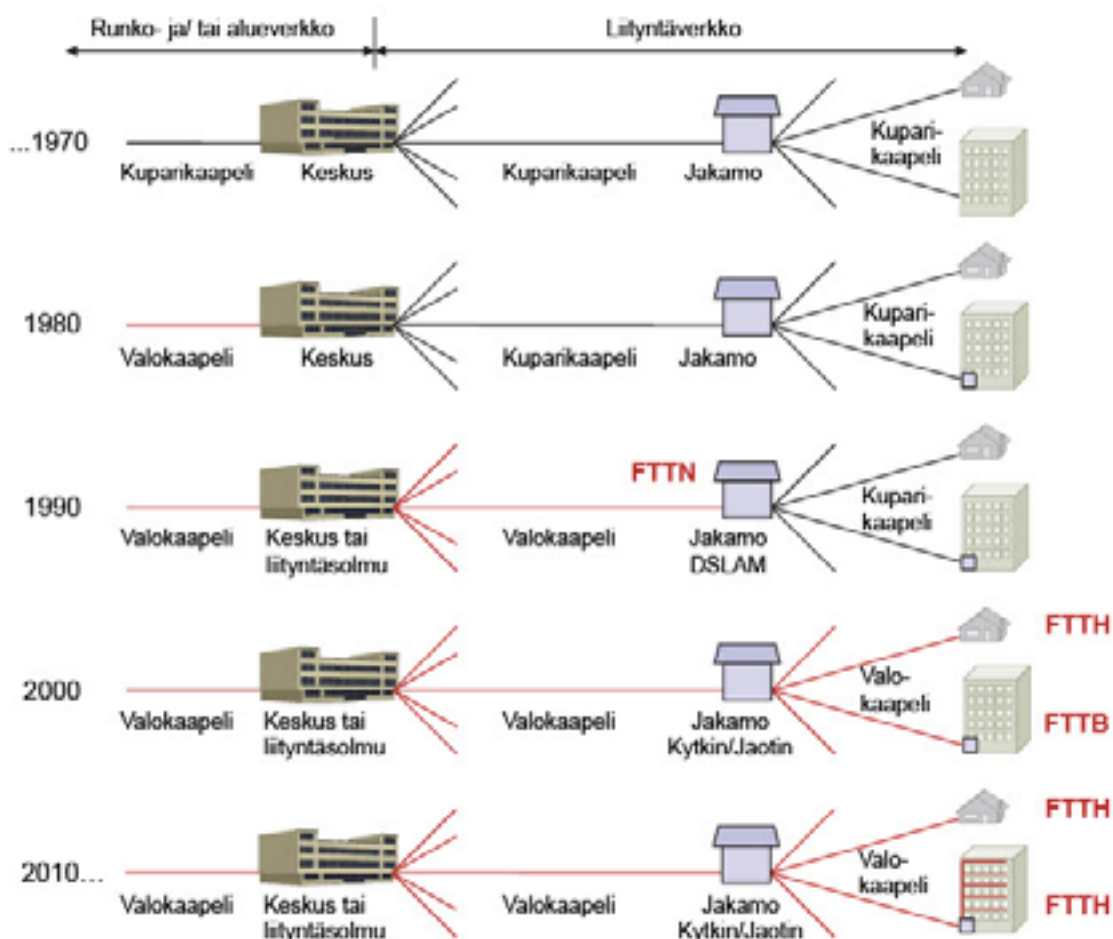 Runko- ja/ tai alueverkko
Liityntäverkko
...1970
Kuparikaapeli
Keskus
Kuparikaapeli
Jakamo
Kupari-
kaapeli
1980
Valokaapeli
Keskus
Kuparikaapeli
Jakamo
Kupari-
kaapeli
1990
Valokaapeli
Keskus tai
liityntäsolmu
Valokaapeli
FTTN
Jakamo
DSLAM
Kupari-
kaapeli
2000
Valokaapeli
Keskus tai
liityntäsolmu
Valokaapeli
Jakamo
Kytkin/Jaotin
Valo-
kaapeli
FTTH
FTTB
2010...
Valokaapeli
Keskus tai
liityntäsolmu
Valokaapeli
Jakamo
Kytkin/Jaotin
Valo-
kaapeli
FTTH
FTTH